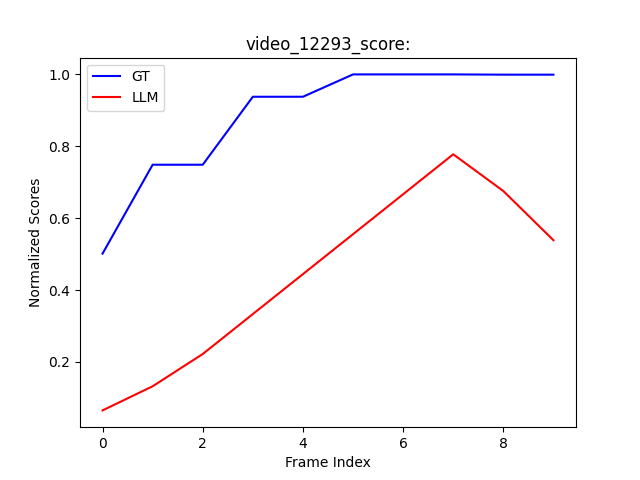 video_12293_score:
GT
LLM
1.0
0.8
0.6
0.4
0.2
Normalized Scores
0 2 4 6 8
Frame Index